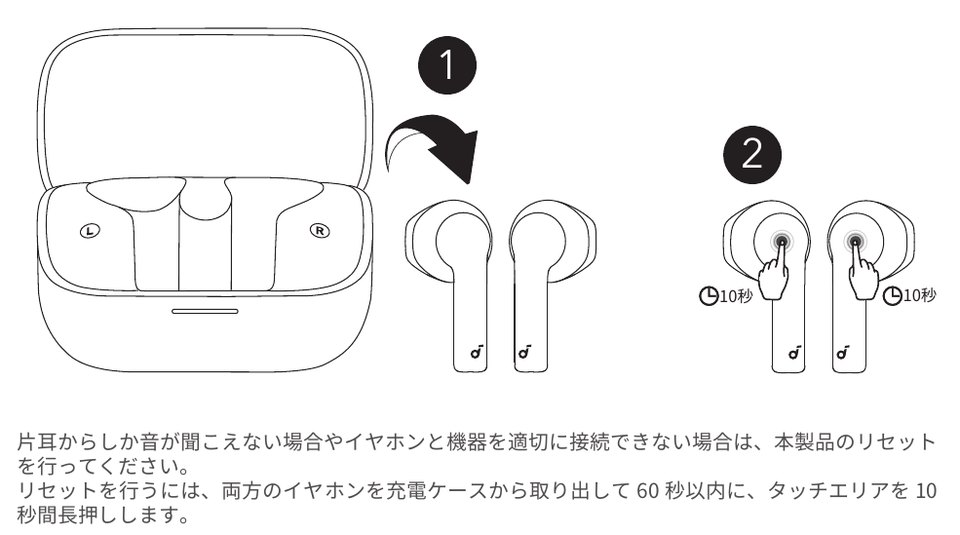 1
2
L
R
10秒
10秒
片耳からしか音が聞こえない場合やイヤホンと機器を適切に接続できない場合は、本製品のリセット
を行ってください。
リセットを行うには、両方のイヤホンを充電ケースから取り出して 60 秒以内に、タッチエリアを 10
秒間長押しします。